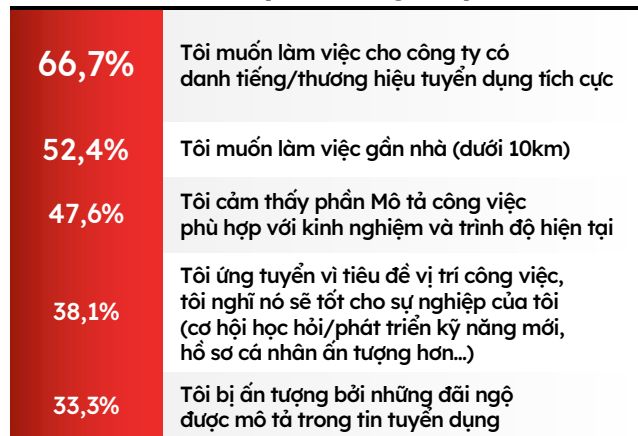 66,7%
Tôi muốn làm việc cho công ty có
danh tiếng/thương hiệu tuyển dụng tích cực
52,4%
Tôi muốn làm việc gần nhà (dưới 10km)
47,6%
Tôi cảm thấy phần Mô tả công việc
phù hợp với kinh nghiệm và trình độ hiện tại
38,1%
Tôi ứng tuyển vì tiêu đề vị trí công việc,
tôi nghĩ nó sẽ tốt cho sự nghiệp của tôi
(cơ hội học hỏi/phát triển kỹ năng mới,
hồ sơ cá nhân ấn tượng hơn...)
33,3%
Tôi bị ấn tượng bởi những đãi ngộ
được mô tả trong tin tuyển dụng